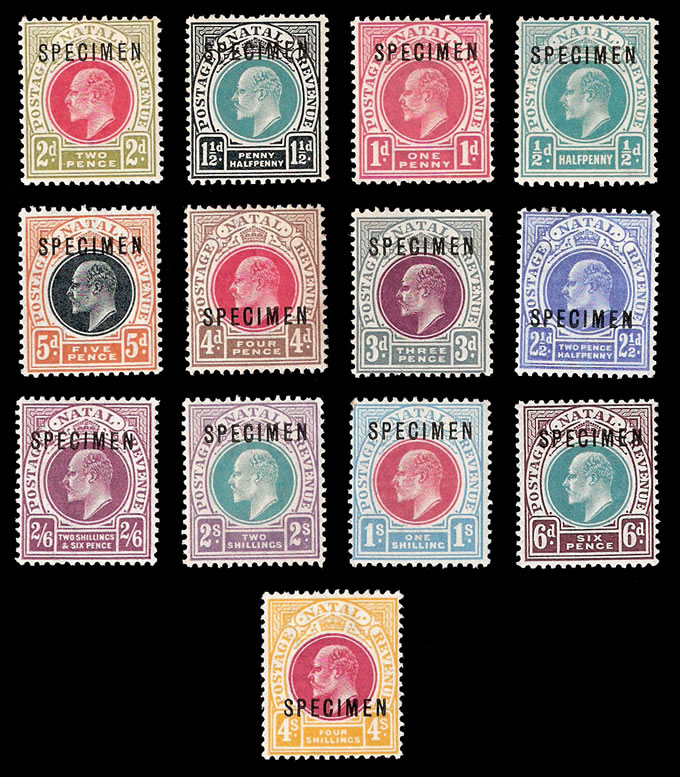 SPECIMEN
NATAL
POSTAGE
REVENUE
2d TWO PENCE 2d
SPECIMEN
NATAL
POSTAGE
REVENUE
1½d PENNY HALFPENNY 1½d
SPECIMEN
NATAL
POSTAGE
REVENUE
1d ONE PENNY 1d
SPECIMEN
NATAL
POSTAGE
REVENUE
½d HALFPENNY ½d
SPECIMEN
NATAL
POSTAGE
REVENUE
5d FIVE PENCE 5d
NATAL
POSTAGE
REVENUE
SPECIMEN
4d FOUR PENCE 4d
SPECIMEN
NATAL
POSTAGE
REVENUE
3d THREE PENCE 3d
NATAL
POSTAGE
REVENUE
SPECIMEN
2½d TWO PENCE HALFPENNY 2½d
NATAL
SPECIMEN
POSTAGE
REVENUE
2/6 TWO SHILLINGS & SIX PENCE 2/6
NATAL
SPECIMEN
POSTAGE
REVENUE
2s TWO SHILLINGS 2s
NATAL
SPECIMEN
POSTAGE
REVENUE
1s ONE SHILLING 1s
NATAL
SPECIMEN
POSTAGE
REVENUE
6d SIX PENCE 6d
NATAL
POSTAGE
REVENUE
SPECIMEN
4s FOUR SHILLINGS 4s